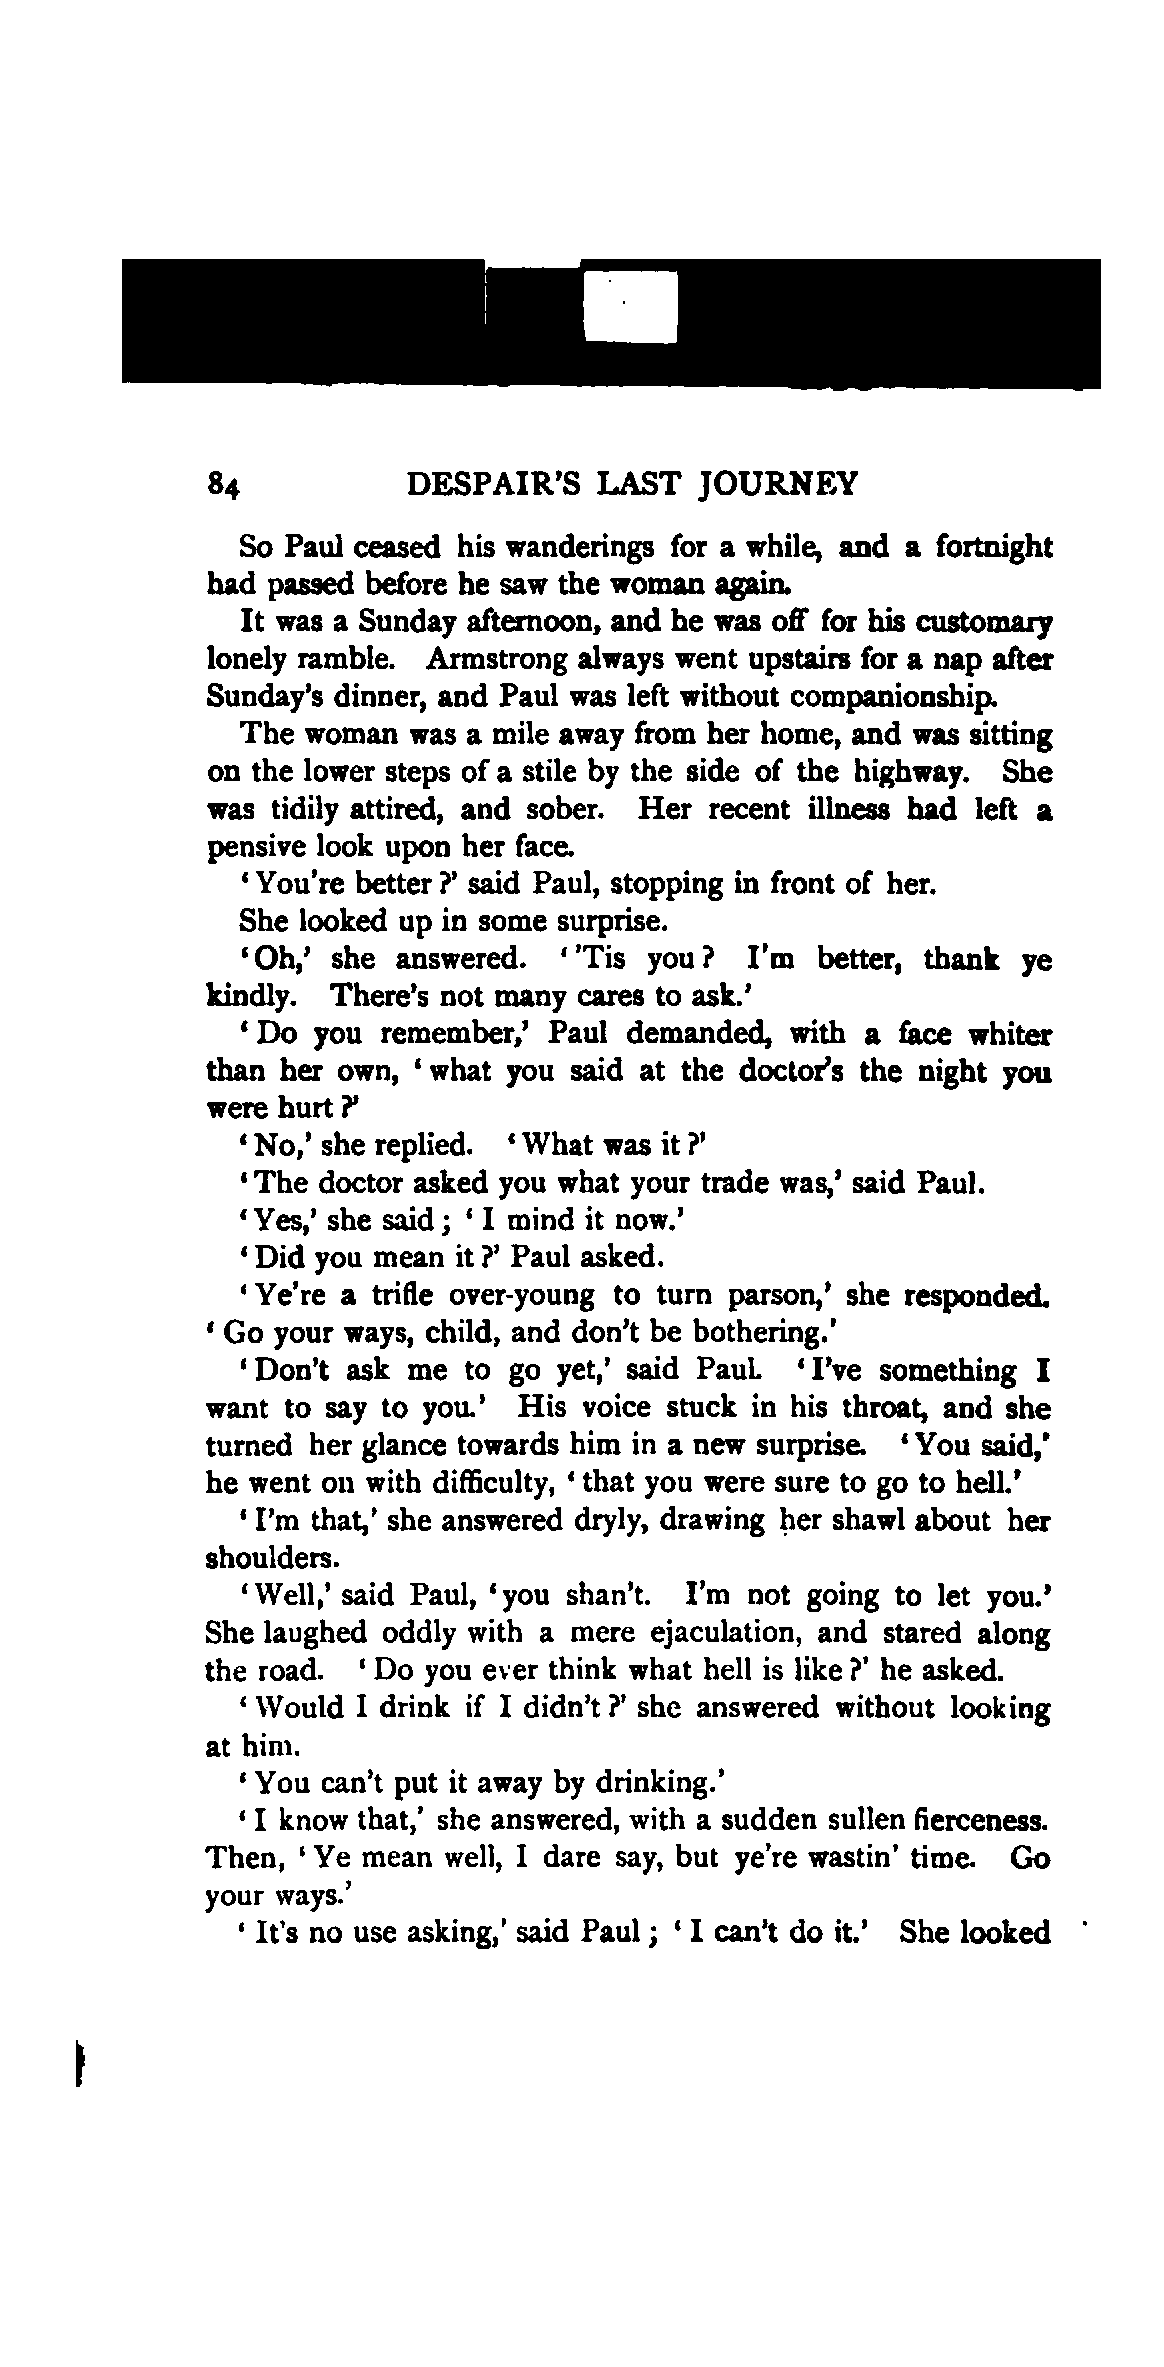 84 DESPAIR'S LAST JOURNEY
So Paul ceased his wanderings for a while, and a fortnight
had passed before he saw the woman again.
It was a Sunday afternoon, and he was off for his customary
lonely ramble. Armstrong always went upstairs for a nap after
Sunday's dinner, and Paul was left without companionship.
The woman was a mile away from her home, and was sitting
on the lower steps of a stile by the side of the highway. She
was tidily attired, and sober. Her recent illness had left a
pensive look upon her face.
'You're better?' said Paul, stopping in front of her.
She looked up in some surprise.
'Oh,' she answered. ''Tis you? I'm better, thank ye
kindly. There's not many cares to ask.'
'Do you remember,' Paul demanded, with a face whiter
than her own, 'what you said at the doctor's the night you
were hurt?'
'No,' she replied. 'What was it?'
'The doctor asked you what your trade was,' said Paul.
'Yes,' she said; 'I mind it now.'
'Did you mean it?' Paul asked.
'Ye're a trifle over-young to turn parson,' she responded.
'Go your ways, child, and don't be bothering.'
'Don't ask me to go yet,' said Paul. 'I've something I
want to say to you.' His voice stuck in his throat, and she
turned her glance towards him in a new surprise. 'You said,'
he went on with difficulty, 'that you were sure to go to hell.'
'I'm that,' she answered dryly, drawing her shawl about her
shoulders.
'Well,' said Paul, 'you shan't. I'm not going to let you.'
She laughed oddly with a mere ejaculation, and stared along
the road. 'Do you ever think what hell is like?' he asked.
'Would I drink if I didn't?' she answered without looking
at him.
'You can't put it away by drinking.'
'I know that,' she answered, with a sudden sullen fierceness.
Then, 'Ye mean well, I dare say, but ye're wastin' time. Go
your ways.'
'It's no use asking,' said Paul; 'I can't do it.' She looked